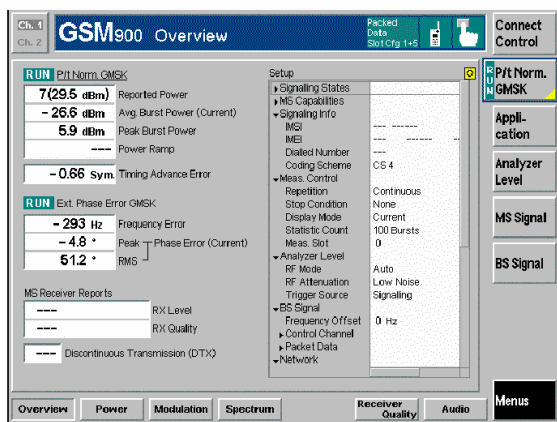 Ch. 1
Ch. 2
GSM900 Overview
Packed
Data
Slot Cfg 1+5
Connect
Control
RUN P/t Norm. GMSK
7(29.5 dBm) Reported Power
- 26.6 dBm Avg. Burst Power (Current)
5.9 dBm Peak Burst Power
--- Power Ramp
- 0.66 Sym. Timing Advance Error
RUN Ext. Phase Error GMSK
- 293 Hz Frequency Error
- 4.8 ° Peak Phase Error (Current)
51.2 ° RMS
MS Receiver Reports
--- RX Level
--- RX Quality
--- Discontinuous Transmission (DTX)
Setup
Signalling States
MS Capabilities
Signaling Info
IMSI --- ------
IMEI --- ------ -
Dialed Number ---
Coding Scheme CS 4
Meas. Control
Repetition Continuous
Stop Condition None
Display Mode Current
Statistic Count 100 Bursts
Meas. Slot 0
Analyzer Level
RF Mode Auto
RF Attenuation Low Noise
Trigger Source Signalling
BS Signal
Frequency Offset 0 Hz
Control Channel
Packet Data
Network
RUN
P/t Norm.
GMSK
Appli-
cation
Analyzer
Level
MS Signal
BS Signal
Menus
Overview Power Modulation Spectrum Receiver Quality Audio